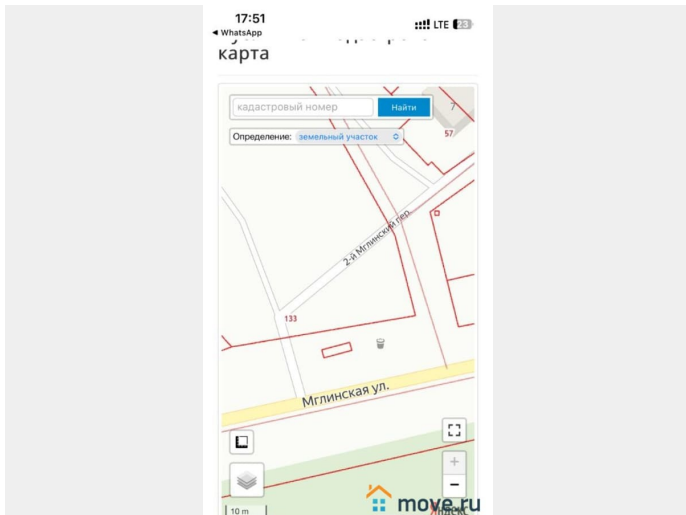 17:51
LTE 23
◄ WhatsApp
карта
кадастровый номер
Найти
7
Определение: земельный участок
57
2-й Мглинский пер.
133
Мглинская ул.
10 m
move.ru